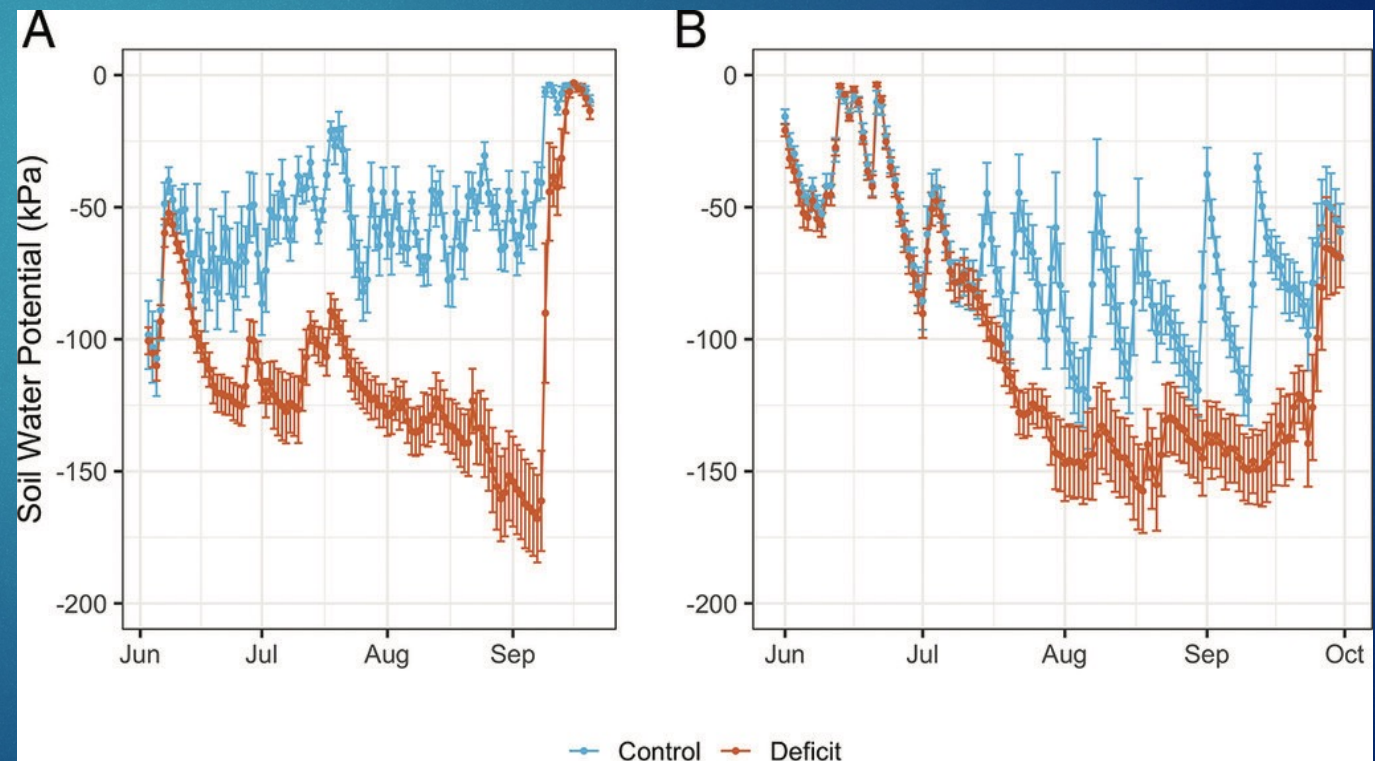 A
B
Soil Water Potential (kPa)
0
-50
-100
-150
-200
Jun Jul Aug Sep
0
-50
-100
-150
-200
Jun Jul Aug Sep Oct
Control Deficit